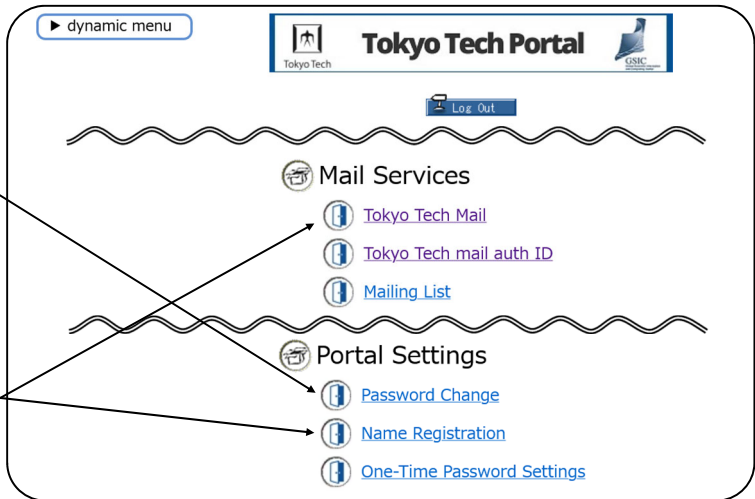 ▶ dynamic menu
Tokyo Tech
Tokyo Tech Portal
GSIC
Log Out
Mail Services
Tokyo Tech Mail
Tokyo Tech mail auth ID
Mailing List
Portal Settings
Password Change
Name Registration
One-Time Password Settings